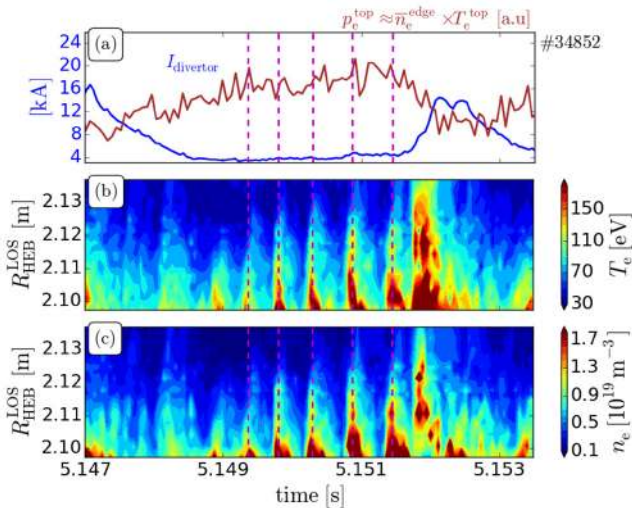 p_e^top ≈ n̄_e^edge × T_e^top [a.u]
#34852
(a)
I_divertor
[kA]
24
20
16
12
8
4
(b)
R_HEB^LOS [m]
2.13
2.12
2.11
2.10
150
110
70
30
T_e [eV]
(c)
R_HEB^LOS [m]
2.13
2.12
2.11
2.10
1.7
1.3
0.9
0.5
0.1
n_e [10^19 m^−3]
5.147
5.149
5.151
5.153
time [s]